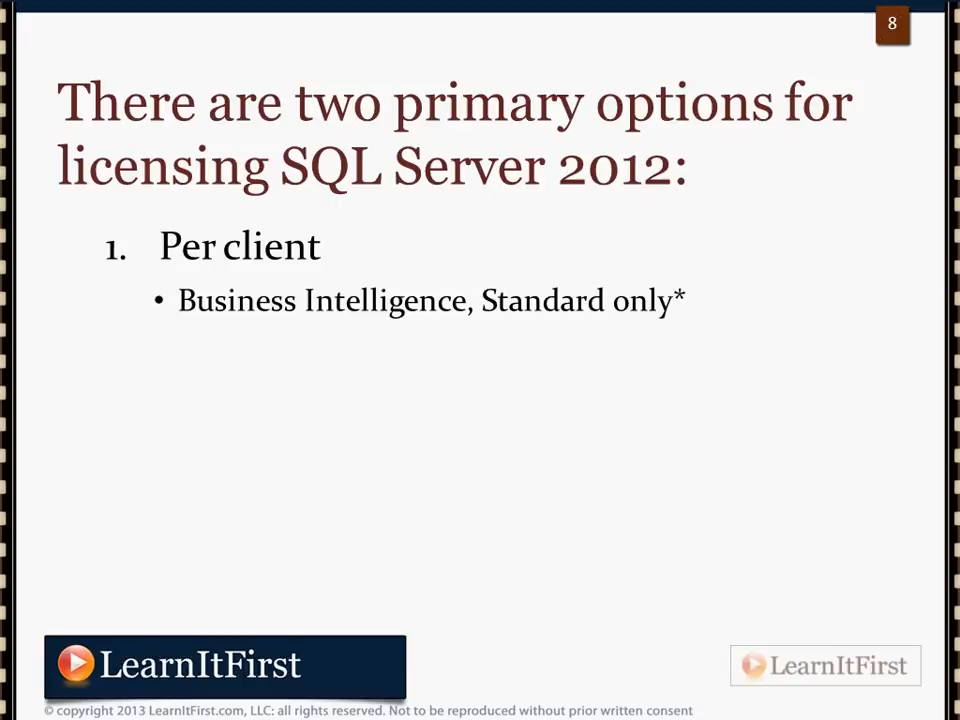 8
There are two primary options for
licensing SQL Server 2012:
1. Per client
• Business Intelligence, Standard only*
LearnItFirst
LearnItFirst
© copyright 2013 LearnItFirst.com, LLC: all rights reserved. Not to be reproduced without prior written consent